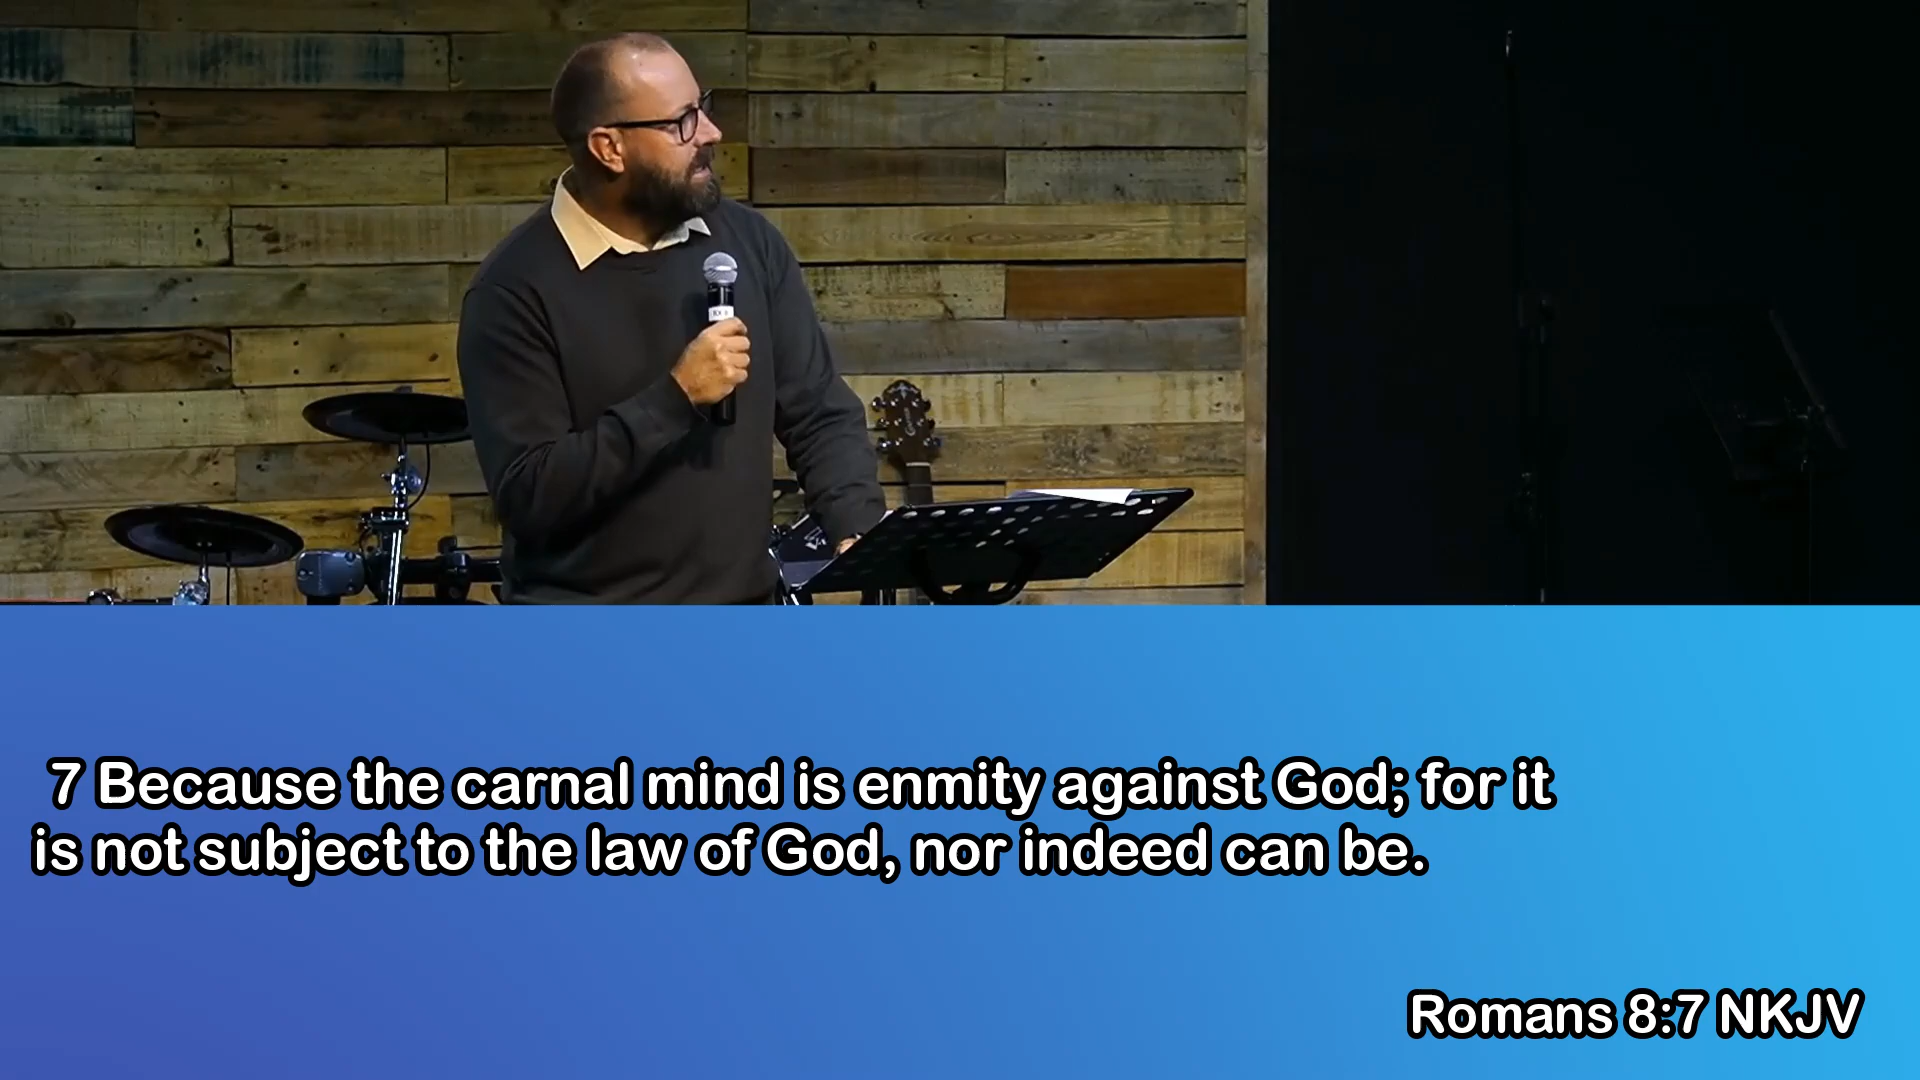 7 Because the carnal mind is enmity against God; for it
is not subject to the law of God, nor indeed can be.
Romans 8:7 NKJV